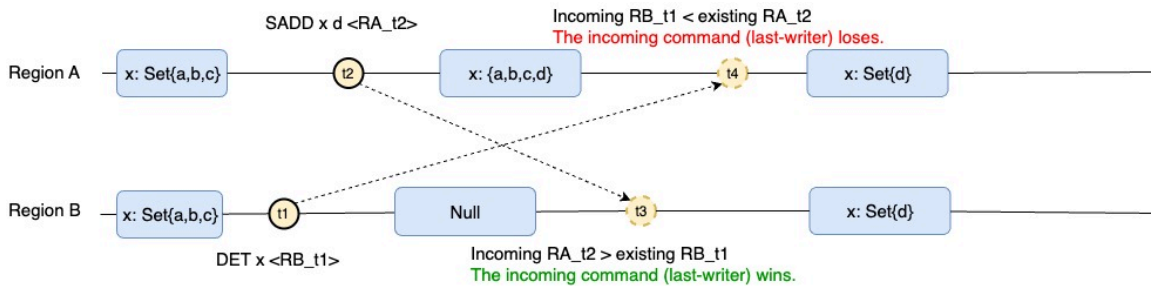 SADD x d <RA_t2>
Incoming RB_t1 < existing RA_t2
The incoming command (last-writer) loses.
Region A
x: Set{a,b,c}
t2
x: {a,b,c,d}
t4
x: Set{d}
Region B
x: Set{a,b,c}
t1
Null
t3
x: Set{d}
DET x <RB_t1>
Incoming RA_t2 > existing RB_t1
The incoming command (last-writer) wins.